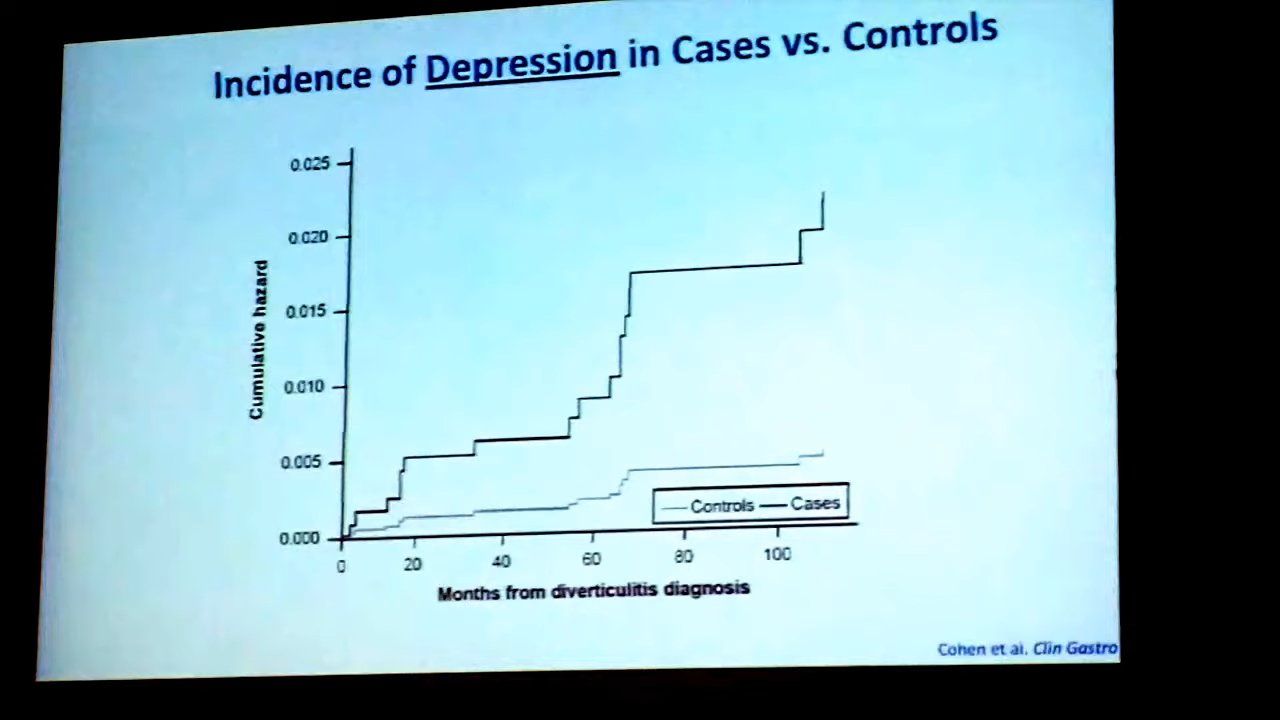 Incidence of Depression in Cases vs. Controls
0.025
0.020
0.015
0.010
0.005
0.000
Cumulative hazard
Controls
Cases
0 20 40 60 80 100
Months from diverticulitis diagnosis
Cohen et al. Clin Gastro